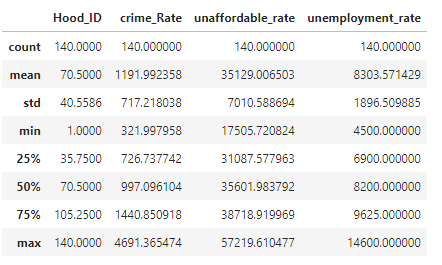 Hood_ID crime_Rate unaffordable_rate unemployment_rate
count 140.0000 140.000000 140.000000 140.000000
mean 70.5000 1191.992358 35129.006503 8303.571429
std 40.5586 717.218038 7010.588694 1896.509885
min 1.0000 321.997958 17505.720824 4500.000000
25% 35.7500 726.737742 31087.577963 6900.000000
50% 70.5000 997.096104 35601.983792 8200.000000
75% 105.2500 1440.850918 38718.919969 9625.000000
max 140.0000 4691.365474 57219.610477 14600.000000